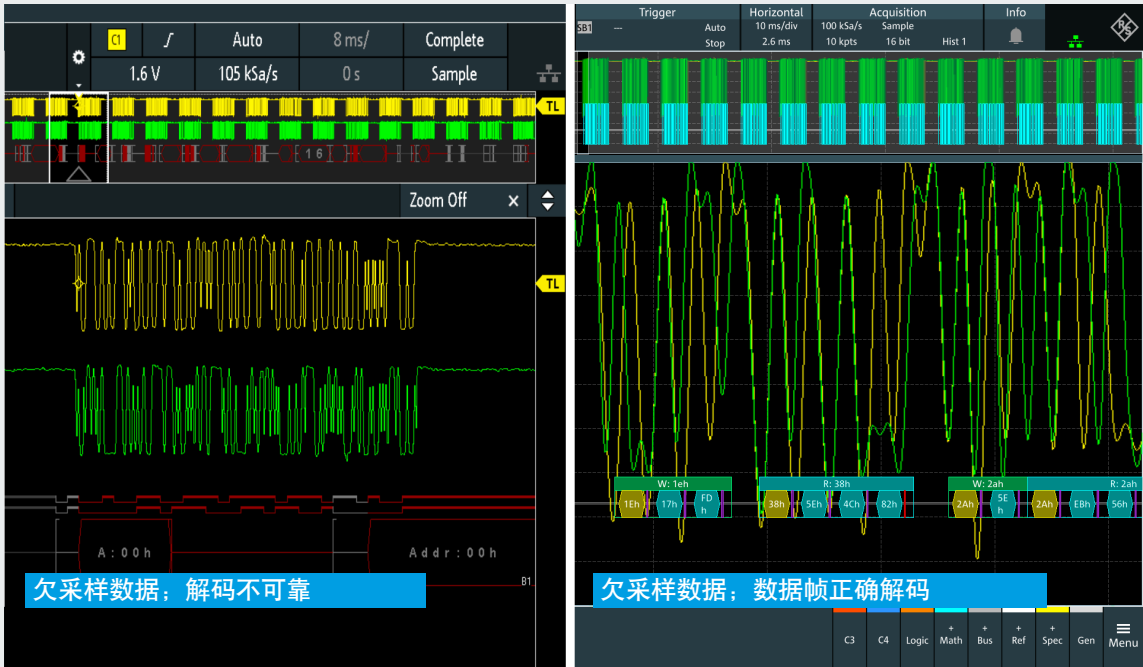 C1 Auto 8 ms/ Complete
1.6 V 105 kSa/s 0 s Sample
TL
16
Zoom Off ×
TL
A:00h Addr:00h
B1
欠采样数据；解码不可靠
Trigger Horizontal Acquisition Info
SB1 --- Auto 10 ms/div 100 kSa/s Sample
Stop 2.6 ms 10 kpts 16 bit Hist 1
R&S
W: 1eh R: 38h W: 2ah R: 2ah
1Eh 17h FD h 38h 5Eh 4Ch 82h 2Ah 5E h 2Ah EBh 56h
欠采样数据；数据帧正确解码
C3 C4 Logic + Math + Bus + Ref + Spec Gen Menu